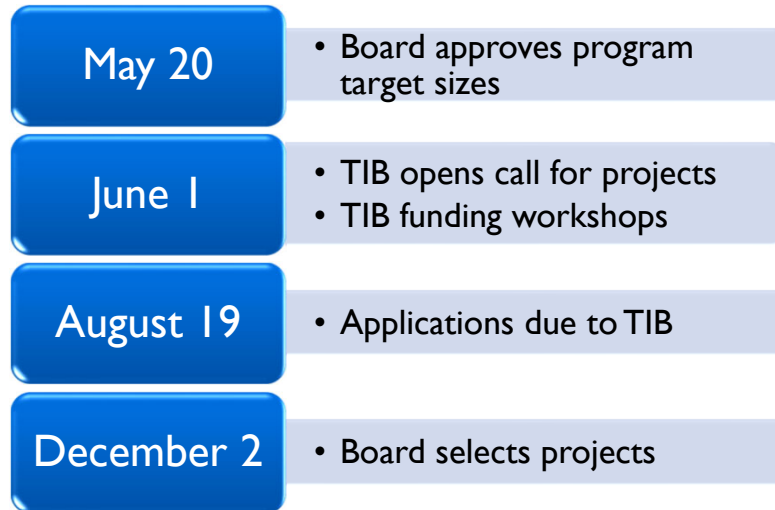 May 20
• Board approves program
target sizes
June 1
• TIB opens call for projects
• TIB funding workshops
August 19
• Applications due to TIB
December 2
• Board selects projects